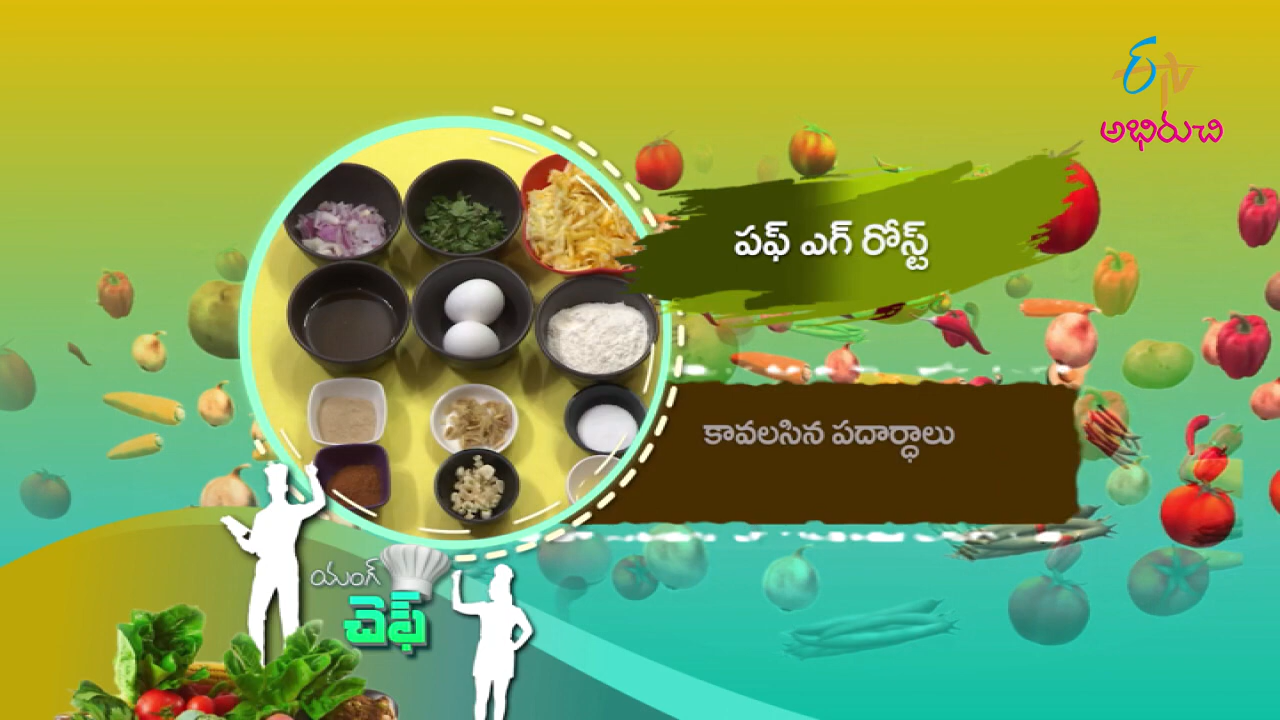 ETV
అభిరుచి
పఫ్ ఎగ్ రోస్ట్
కావలసిన పదార్ధాలు
యంగ్
చెఫ్